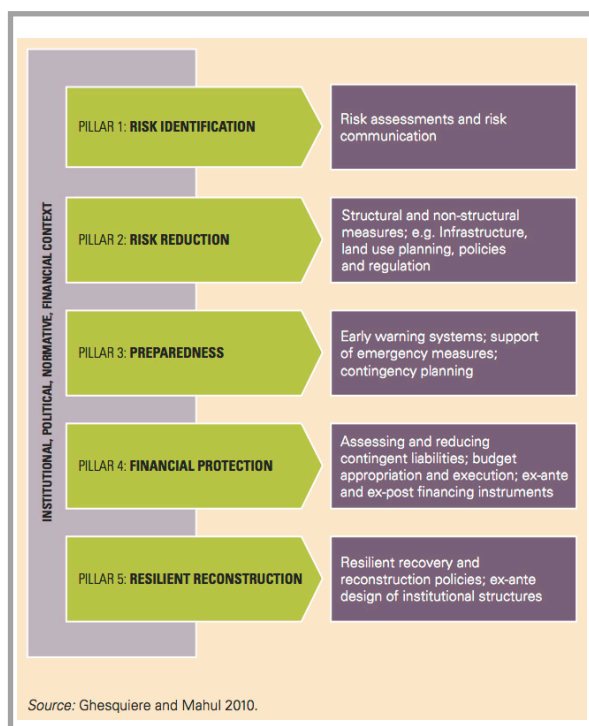 INSTITUTIONAL, POLITICAL, NORMATIVE, FINANCIAL CONTEXT
PILLAR 1: RISK IDENTIFICATION
Risk assessments and risk
communication
PILLAR 2: RISK REDUCTION
Structural and non-structural
measures; e.g. Infrastructure,
land use planning, policies
and regulation
PILLAR 3: PREPAREDNESS
Early warning systems; support
of emergency measures;
contingency planning
PILLAR 4: FINANCIAL PROTECTION
Assessing and reducing
contingent liabilities; budget
appropriation and execution; ex-ante
and ex-post financing instruments
PILLAR 5: RESILIENT RECONSTRUCTION
Resilient recovery and
reconstruction policies; ex-ante
design of institutional structures
Source: Ghesquiere and Mahul 2010.